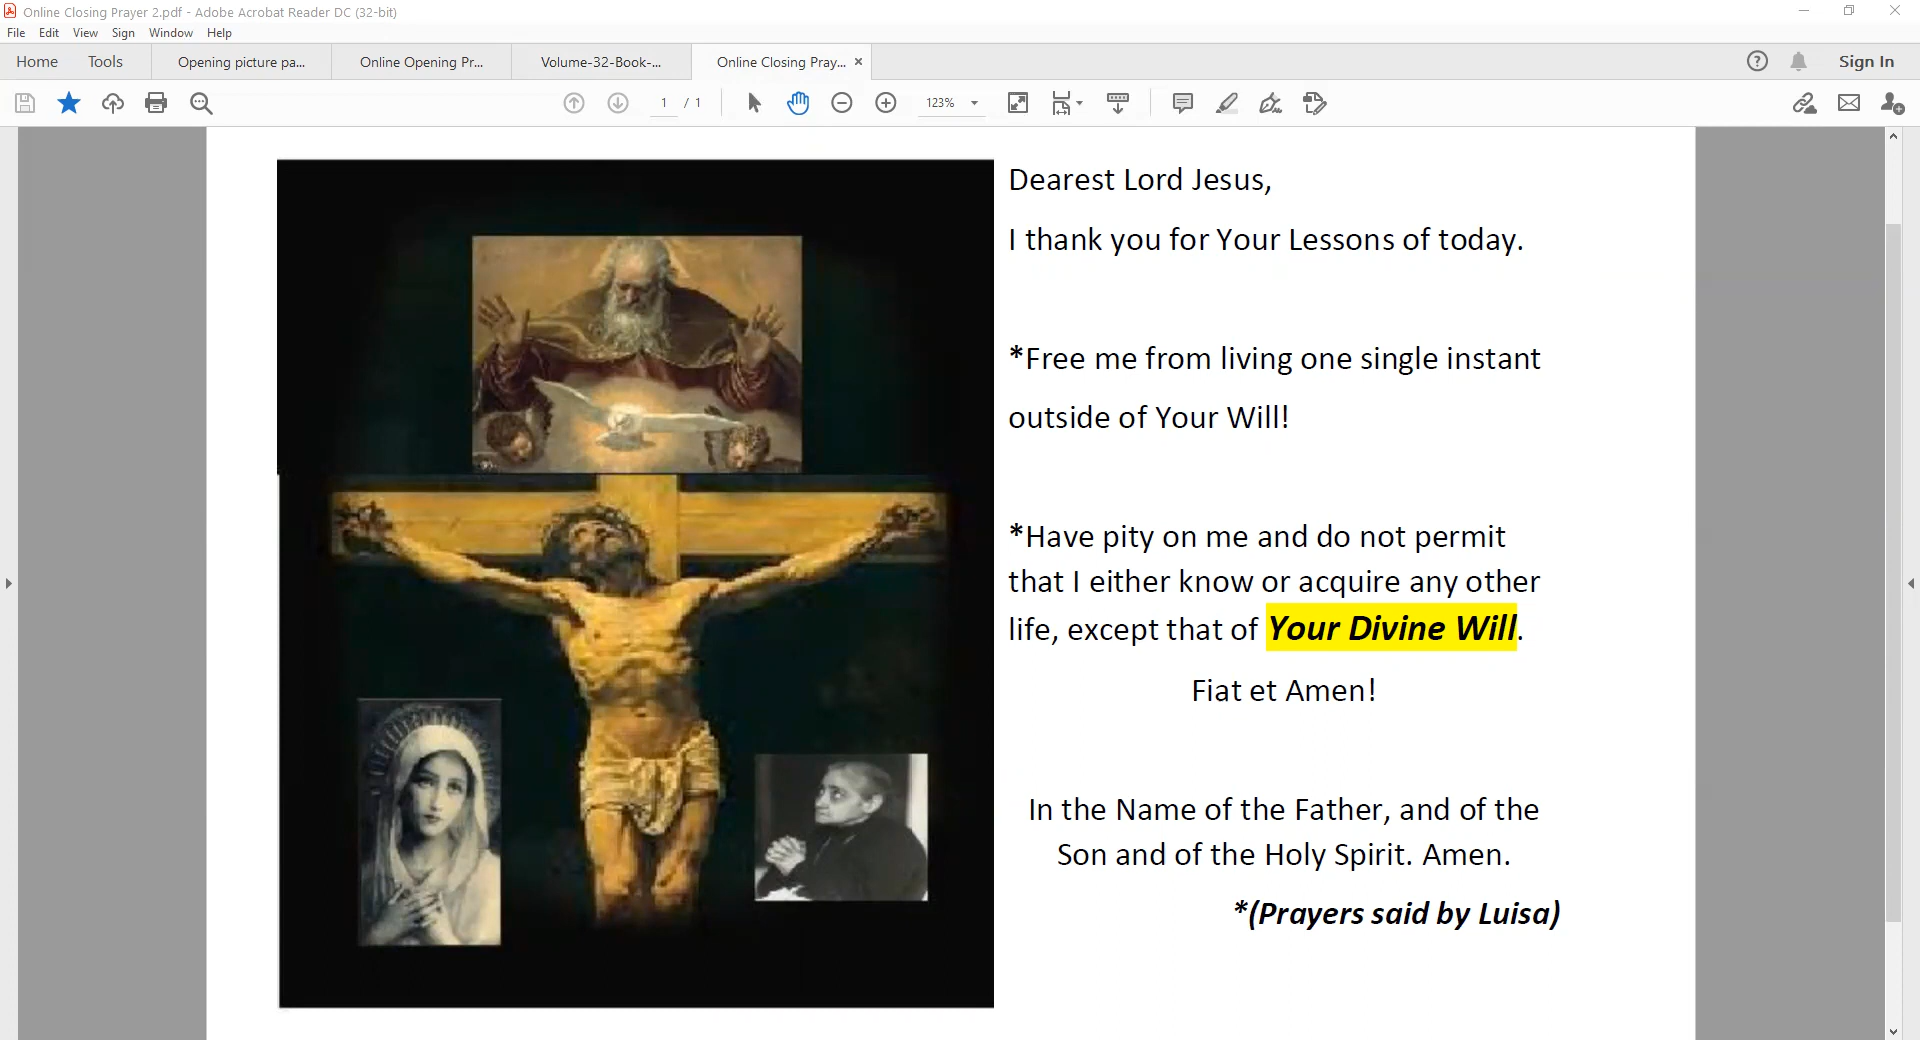 Online Closing Prayer 2.pdf - Adobe Acrobat Reader DC (32-bit)
File Edit View Sign Window Help
Home Tools Opening picture pa... Online Opening Pr... Volume-32-Book-... Online Closing Pray... Sign In
1 / 1 123%
Dearest Lord Jesus,
I thank you for Your Lessons of today.
*Free me from living one single instant
outside of Your Will!
*Have pity on me and do not permit
that I either know or acquire any other
life, except that of Your Divine Will.
Fiat et Amen!
In the Name of the Father, and of the
Son and of the Holy Spirit. Amen.
*(Prayers said by Luisa)